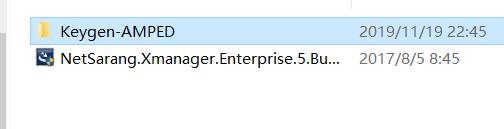 Keygen-AMPED 2019/11/19 22:45
NetSarang.Xmanager.Enterprise.5.Bu... 2017/8/5 8:45